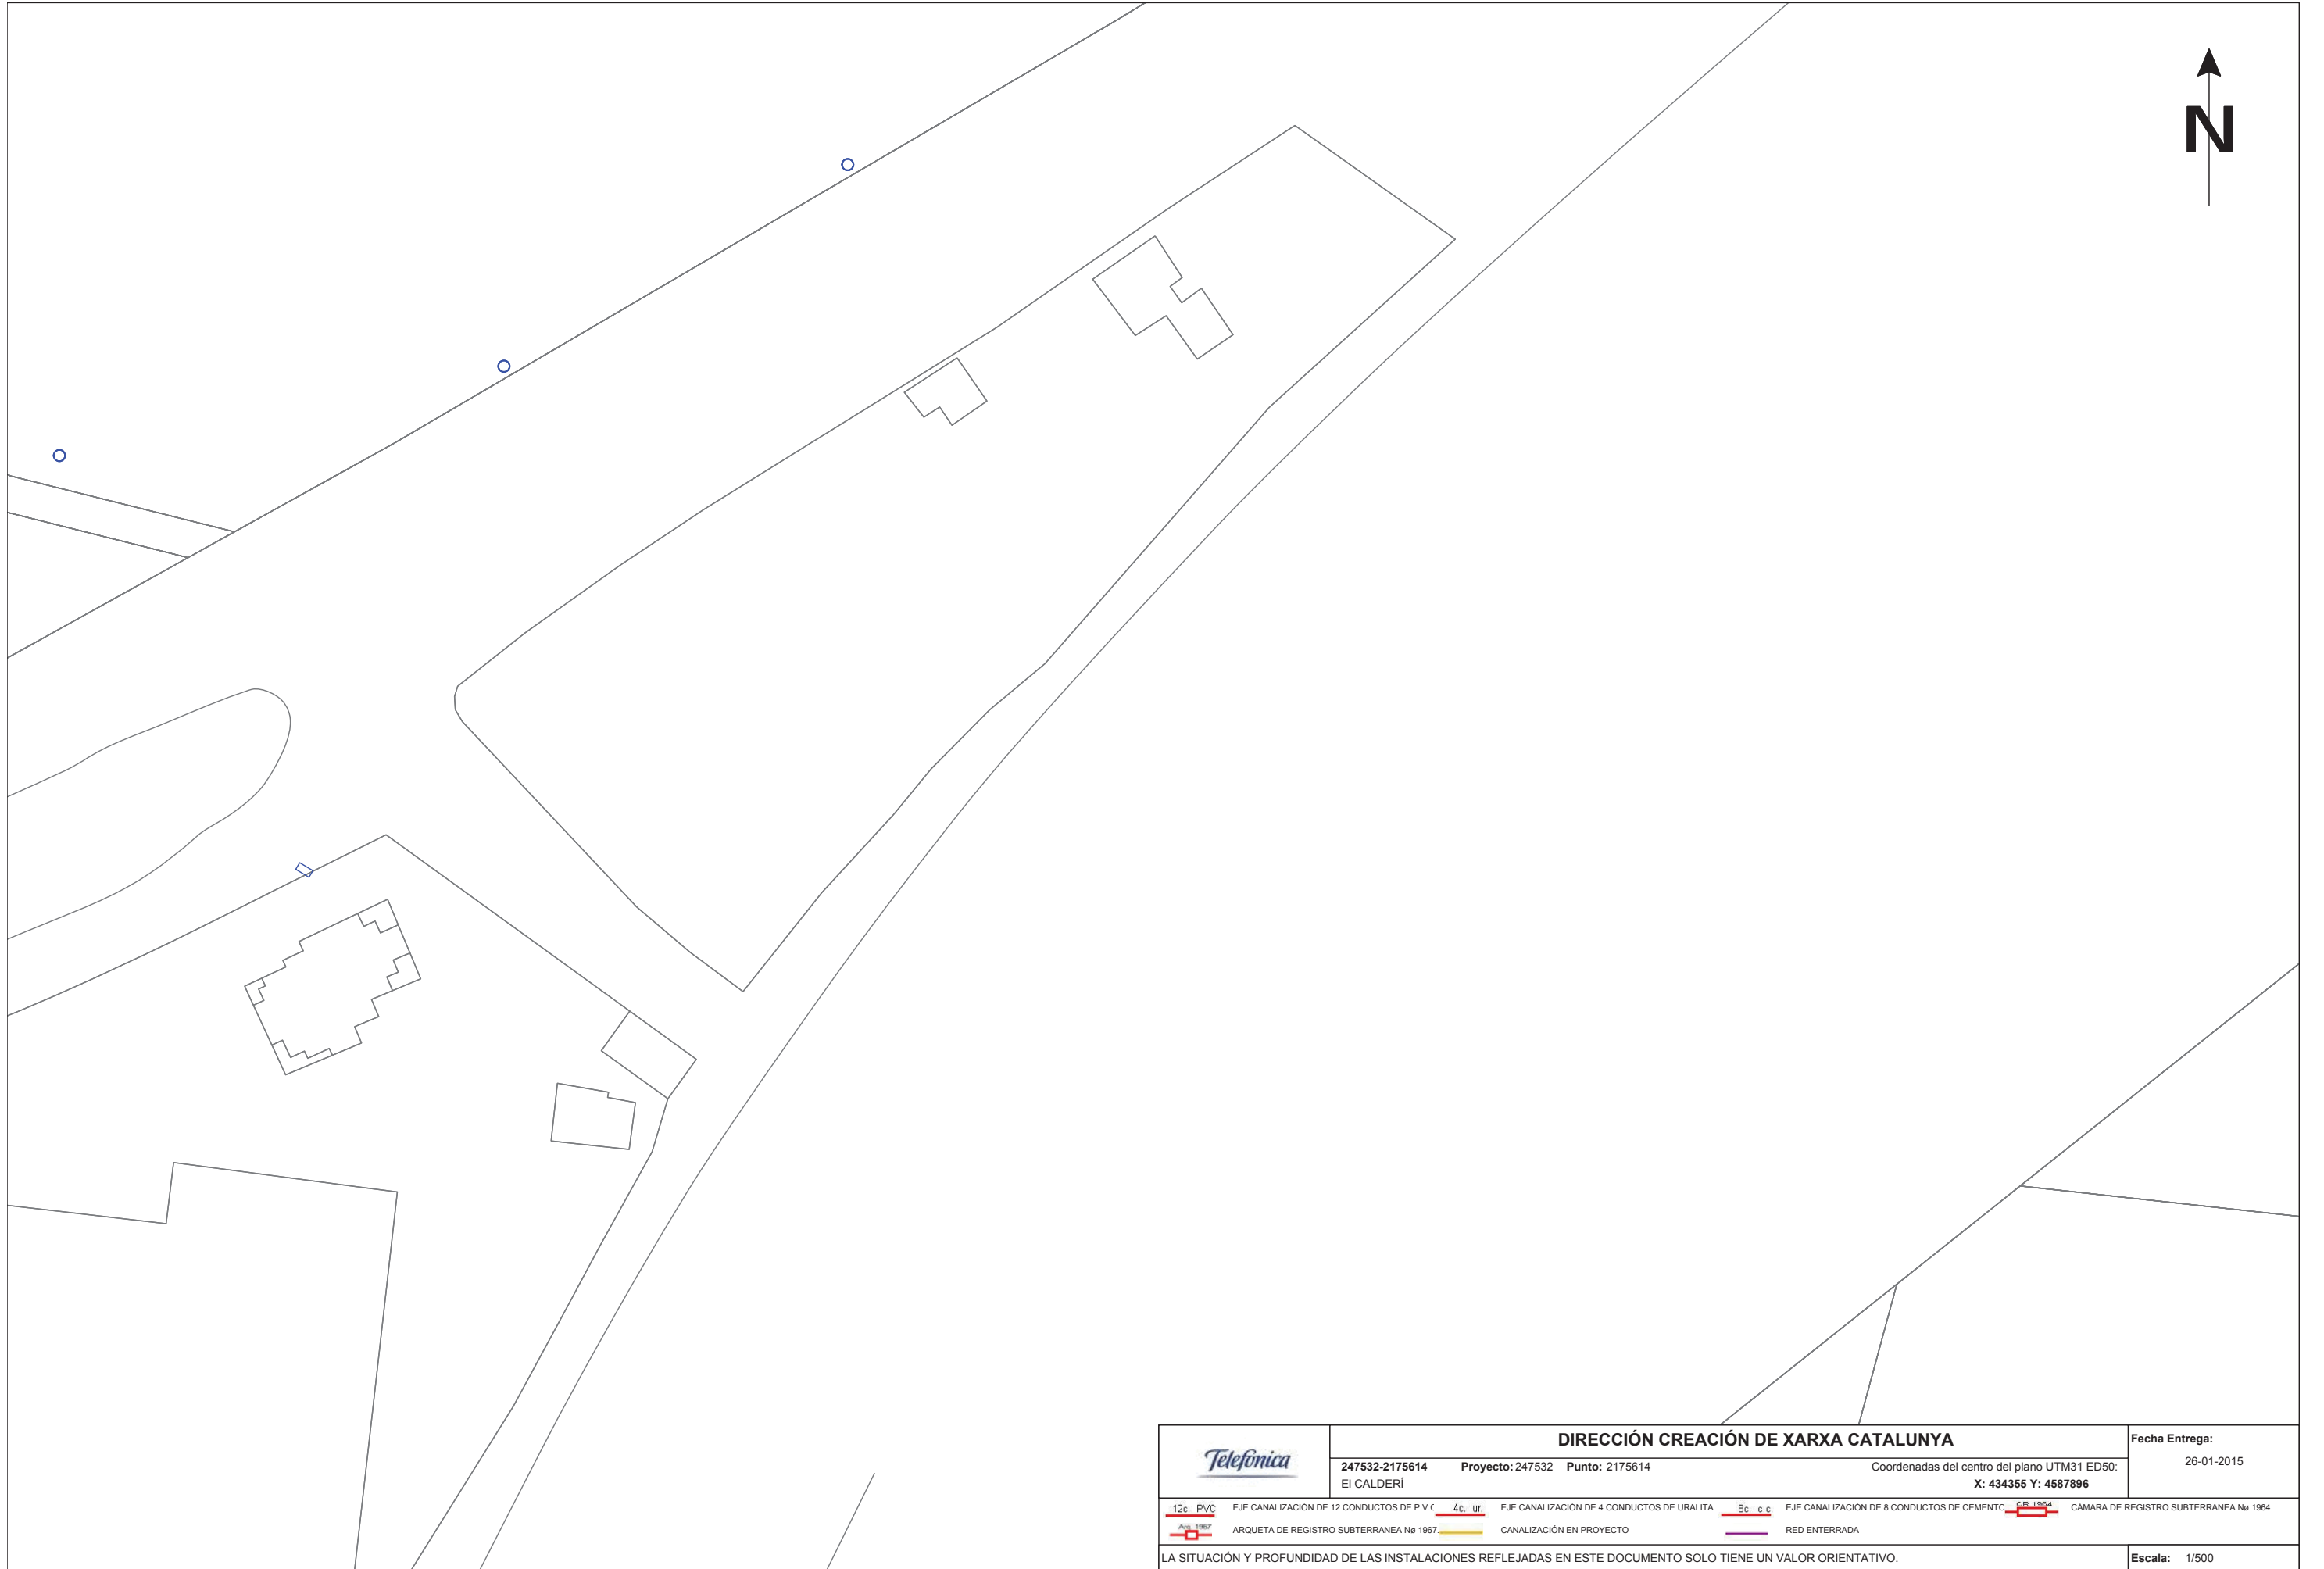 N
Telefónica
DIRECCIÓN CREACIÓN DE XARXA CATALUNYA
Fecha Entrega:
26-01-2015
247532-2175614 Proyecto: 247532 Punto: 2175614 Coordenadas del centro del plano UTM31 ED50:
El CALDERÍ X: 434355 Y: 4587896
12c. PVC EJE CANALIZACIÓN DE 12 CONDUCTOS DE P.V.C 4c. ur. EJE CANALIZACIÓN DE 4 CONDUCTOS DE URALITA 8c. c.c. EJE CANALIZACIÓN DE 8 CONDUCTOS DE CEMENTO C.R. 1964 CÁMARA DE REGISTRO SUBTERRANEA Nø 1964
Arq. 1967 ARQUETA DE REGISTRO SUBTERRANEA Nø 1967 CANALIZACIÓN EN PROYECTO RED ENTERRADA
LA SITUACIÓN Y PROFUNDIDAD DE LAS INSTALACIONES REFLEJADAS EN ESTE DOCUMENTO SOLO TIENE UN VALOR ORIENTATIVO. Escala: 1/500